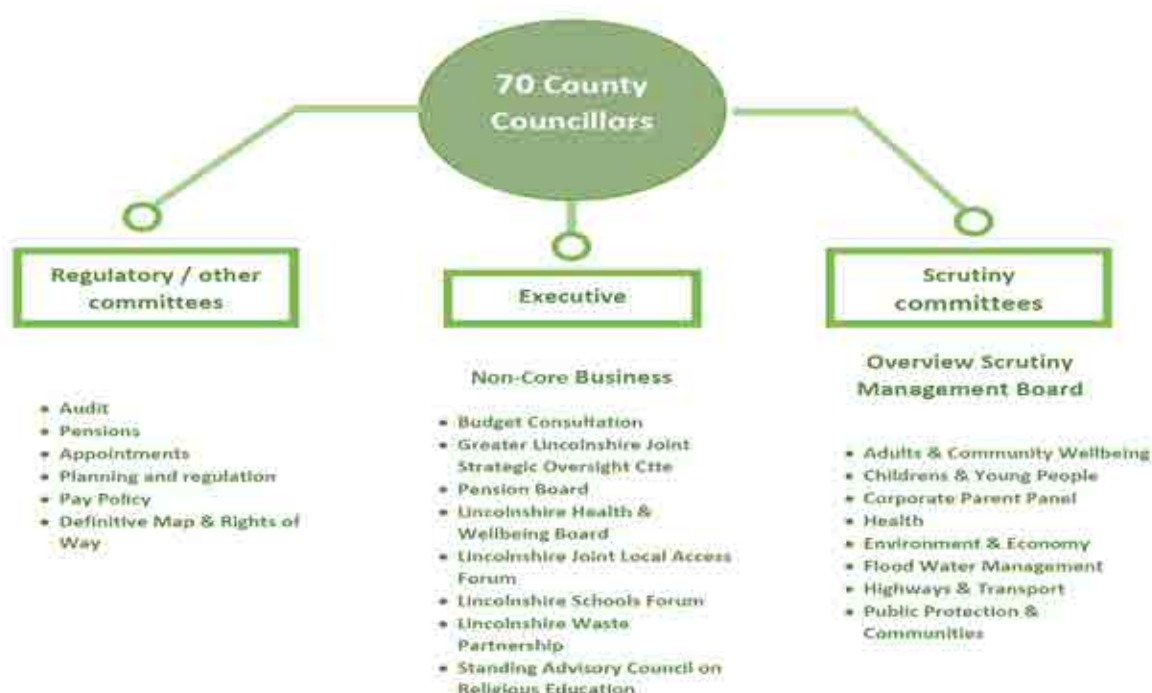 70 County
Councillors
Regulatory / other
committees
• Audit
• Pensions
• Appointments
• Planning and regulation
• Pay Policy
• Definitive Map & Rights of
Way
Executive
Non-Core Business
• Budget Consultation
• Greater Lincolnshire Joint
Strategic Oversight Ctte
• Pension Board
• Lincolnshire Health &
Wellbeing Board
• Lincolnshire Joint Local Access
Forum
• Lincolnshire Schools Forum
• Lincolnshire Waste
Partnership
• Standing Advisory Council on
Religious Education
Scrutiny
committees
Overview Scrutiny
Management Board
• Adults & Community Wellbeing
• Childrens & Young People
• Corporate Parent Panel
• Health
• Environment & Economy
• Flood Water Management
• Highways & Transport
• Public Protection &
Communities